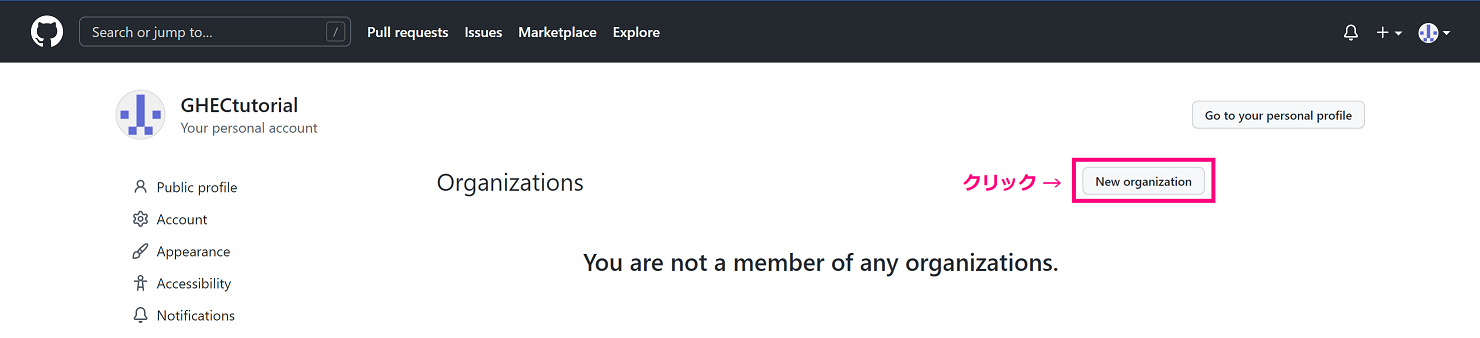 Search or jump to... /
Pull requests
Issues
Marketplace
Explore
GHECtutorial
Your personal account
Go to your personal profile
Public profile
Account
Appearance
Accessibility
Notifications
Organizations
クリック →
New organization
You are not a member of any organizations.